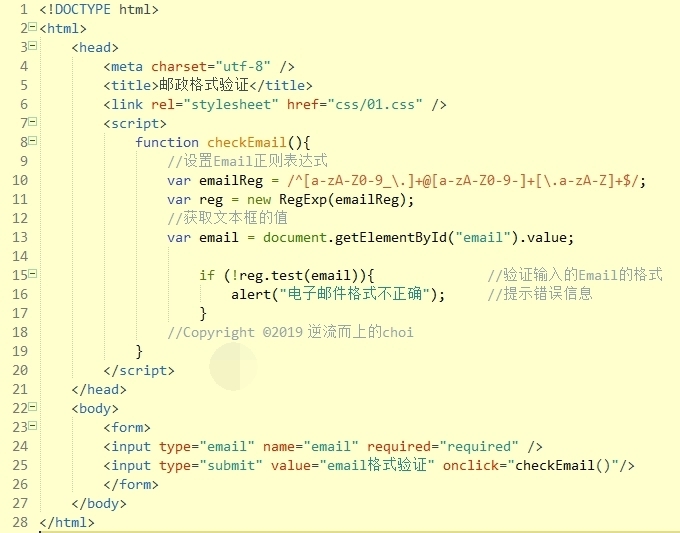 1 <!DOCTYPE html>
2 <html>
3 <head>
4 <meta charset="utf-8" />
5 <title>邮政格式验证</title>
6 <link rel="stylesheet" href="css/01.css" />
7 <script>
8 function checkEmail(){
9 //设置Email正则表达式
10 var emailReg = /^[a-zA-Z0-9_\.]+@[a-zA-Z0-9-]+[\.a-zA-Z]+$/;
11 var reg = new RegExp(emailReg);
12 //获取文本框的值
13 var email = document.getElementById("email").value;
14
15 if (!reg.test(email)){ //验证输入的Email的格式
16 alert("电子邮件格式不正确"); //提示错误信息
17 }
18 //Copyright ©2019 逆流而上的choi
19 }
20 </script>
21 </head>
22 <body>
23 <form>
24 <input type="email" name="email" required="required" />
25 <input type="submit" value="email格式验证" onclick="checkEmail()"/>
26 </form>
27 </body>
28 </html>